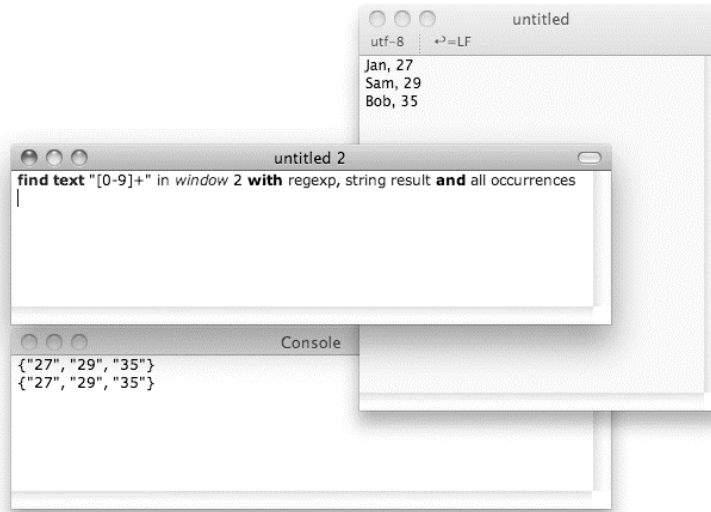 untitled
utf-8 ↩=LF
Jan, 27
Sam, 29
Bob, 35
untitled 2
find text "[0-9]+" in window 2 with regexp, string result and all occurrences
Console
{"27", "29", "35"}
{"27", "29", "35"}